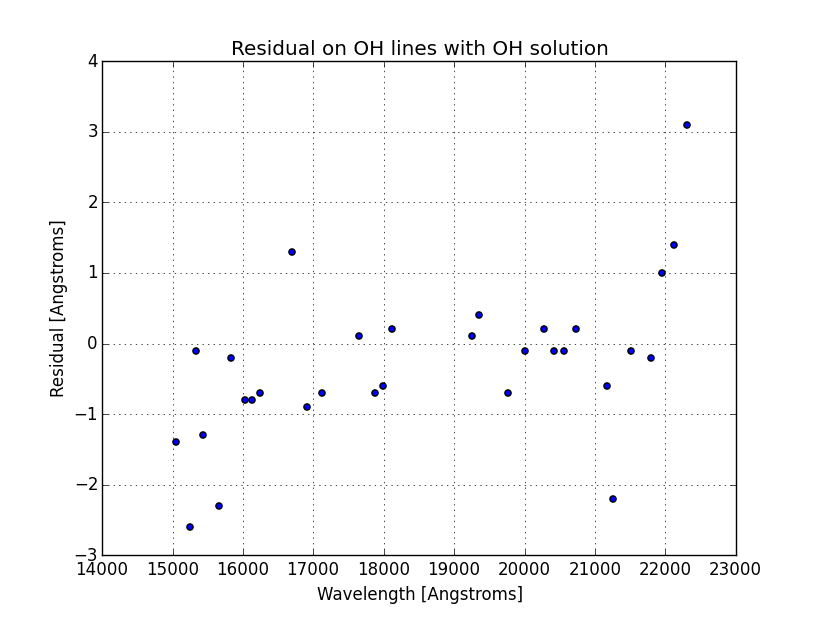 Residual on OH lines with OH solution
4
3
2
1
0
−1
−2
−3
Residual [Angstroms]
14000 15000 16000 17000 18000 19000 20000 21000 22000 23000
Wavelength [Angstroms]